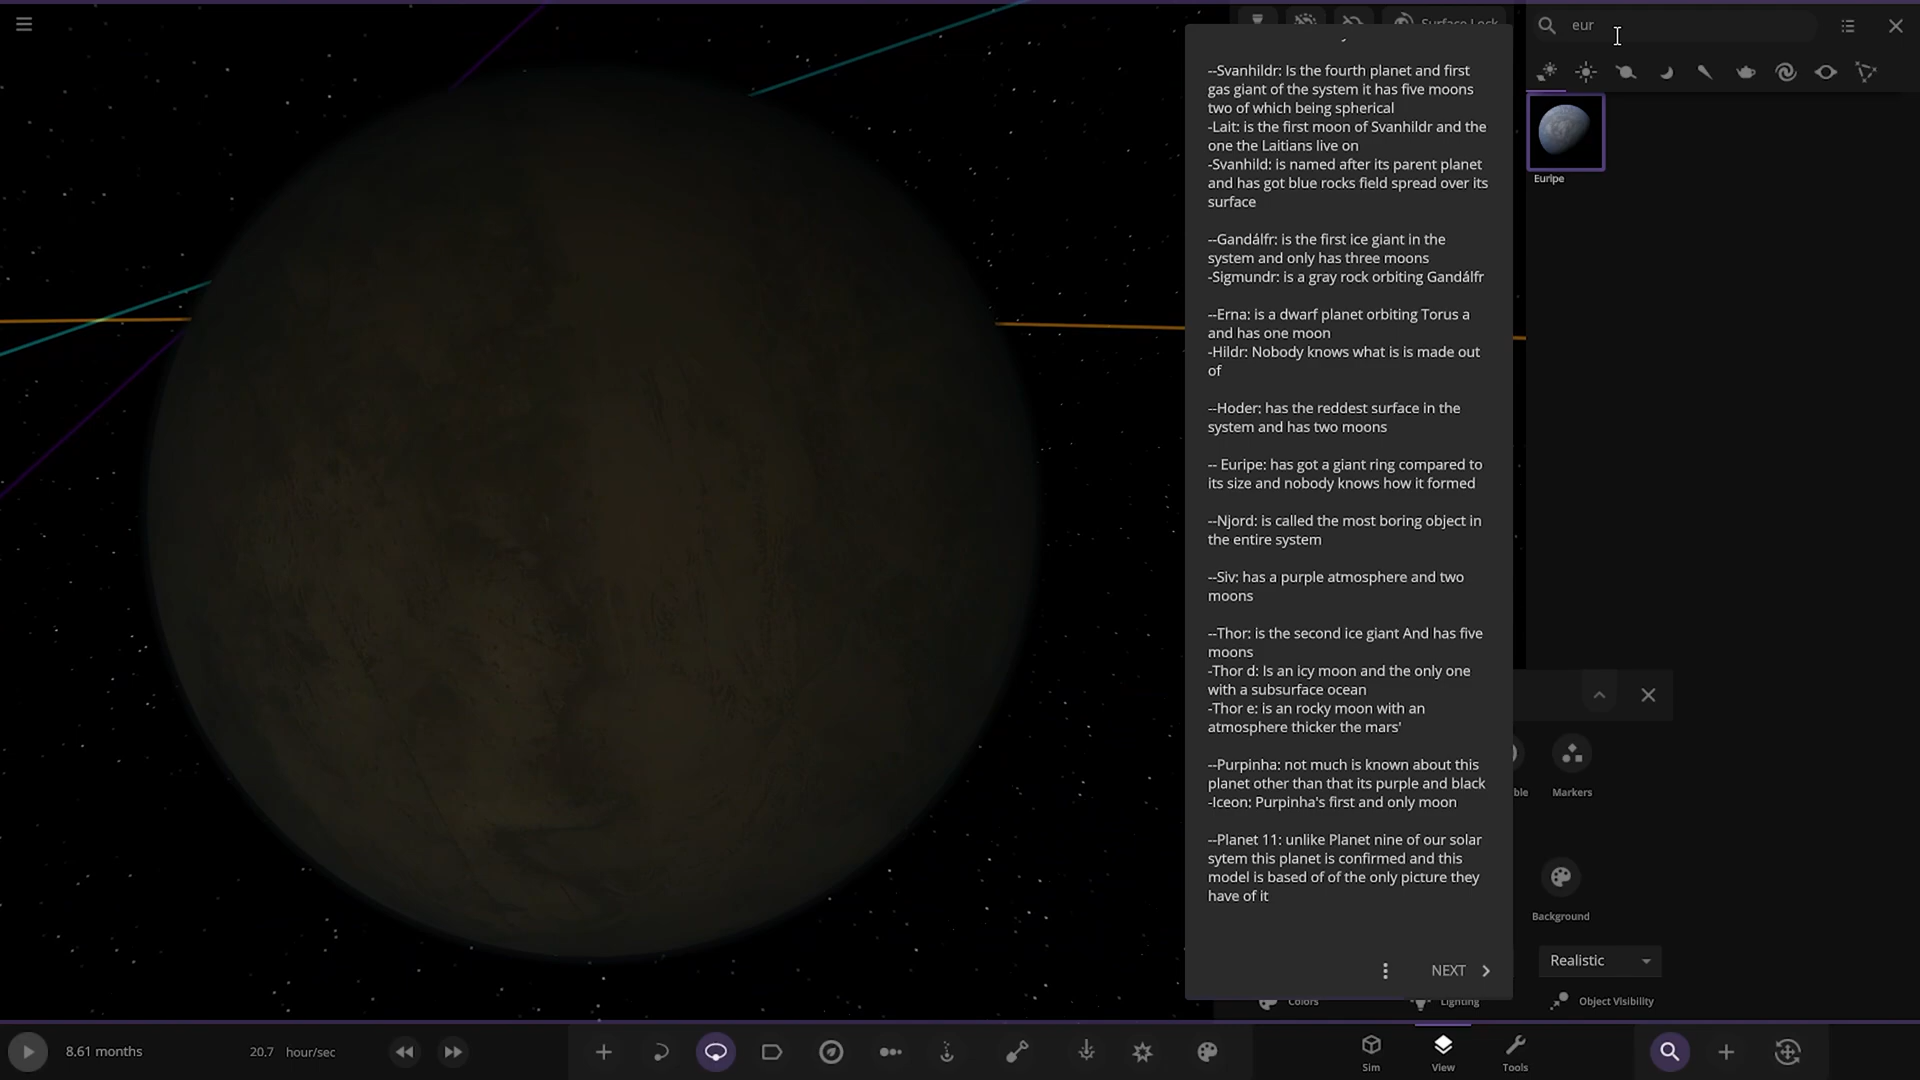 Surface Lock
eur
--Svanhildr: Is the fourth planet and first
gas giant of the system it has five moons
two of which being spherical
-Lait: is the first moon of Svanhildr and the
one the Laitians live on
-Svanhild: is named after its parent planet
and has got blue rocks field spread over its
surface
Euripe
--Gandálfr: is the first ice giant in the
system and only has three moons
-Sigmundr: is a gray rock orbiting Gandálfr
--Erna: is a dwarf planet orbiting Torus a
and has one moon
-Hildr: Nobody knows what is is made out
of
--Hoder: has the reddest surface in the
system and has two moons
-- Euripe: has got a giant ring compared to
its size and nobody knows how it formed
--Njord: is called the most boring object in
the entire system
--Siv: has a purple atmosphere and two
moons
--Thor: is the second ice giant And has five
moons
-Thor d: Is an icy moon and the only one
with a subsurface ocean
-Thor e: is an rocky moon with an
atmosphere thicker the mars'
--Purpinha: not much is known about this
planet other than that its purple and black
-Iceon: Purpinha's first and only moon
--Planet 11: unlike Planet nine of our solar
sytem this planet is confirmed and this
model is based of of the only picture they
have of it
NEXT
ble
Markers
Background
Realistic
Colors
Lighting
Object Visibility
8.61 months
20.7 hour/sec
Sim
View
Tools